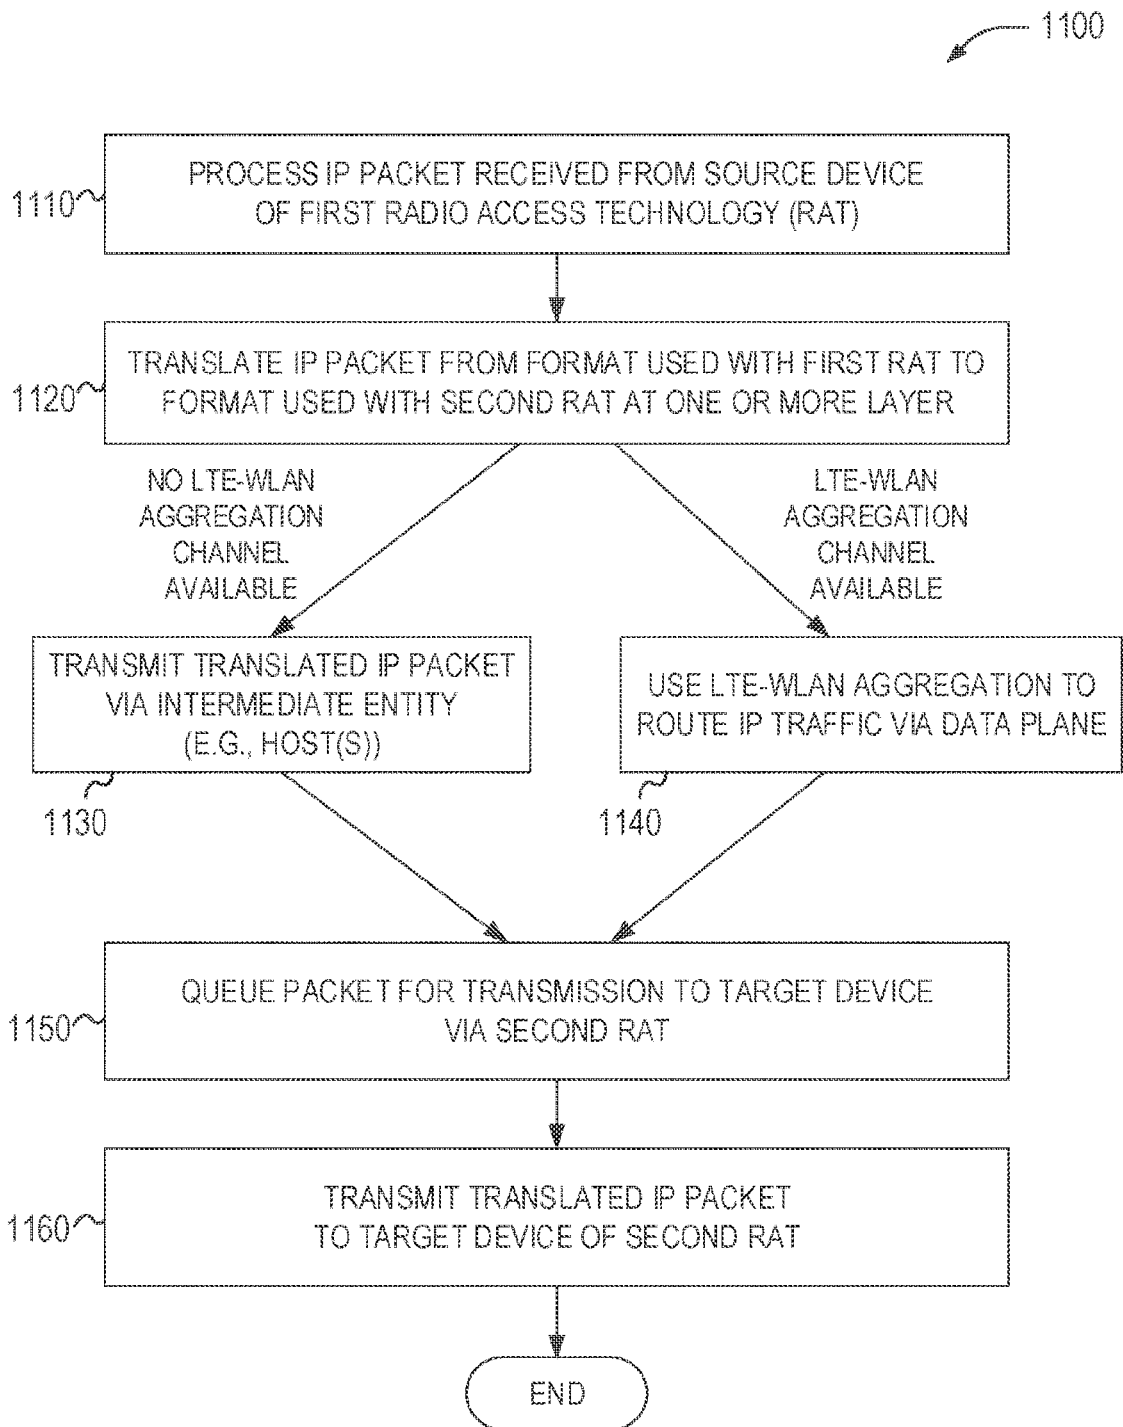 1100
PROCESS IP PACKET RECEIVED FROM SOURCE DEVICE
OF FIRST RADIO ACCESS TECHNOLOGY (RAT)
1110
TRANSLATE IP PACKET FROM FORMAT USED WITH FIRST RAT TO
FORMAT USED WITH SECOND RAT AT ONE OR MORE LAYER
1120
NO LTE-WLAN
AGGREGATION
CHANNEL
AVAILABLE
LTE-WLAN
AGGREGATION
CHANNEL
AVAILABLE
TRANSMIT TRANSLATED IP PACKET
VIA INTERMEDIATE ENTITY
(E.G., HOST(S))
1130
USE LTE-WLAN AGGREGATION TO
ROUTE IP TRAFFIC VIA DATA PLANE
1140
QUEUE PACKET FOR TRANSMISSION TO TARGET DEVICE
VIA SECOND RAT
1150
TRANSMIT TRANSLATED IP PACKET
TO TARGET DEVICE OF SECOND RAT
1160
END